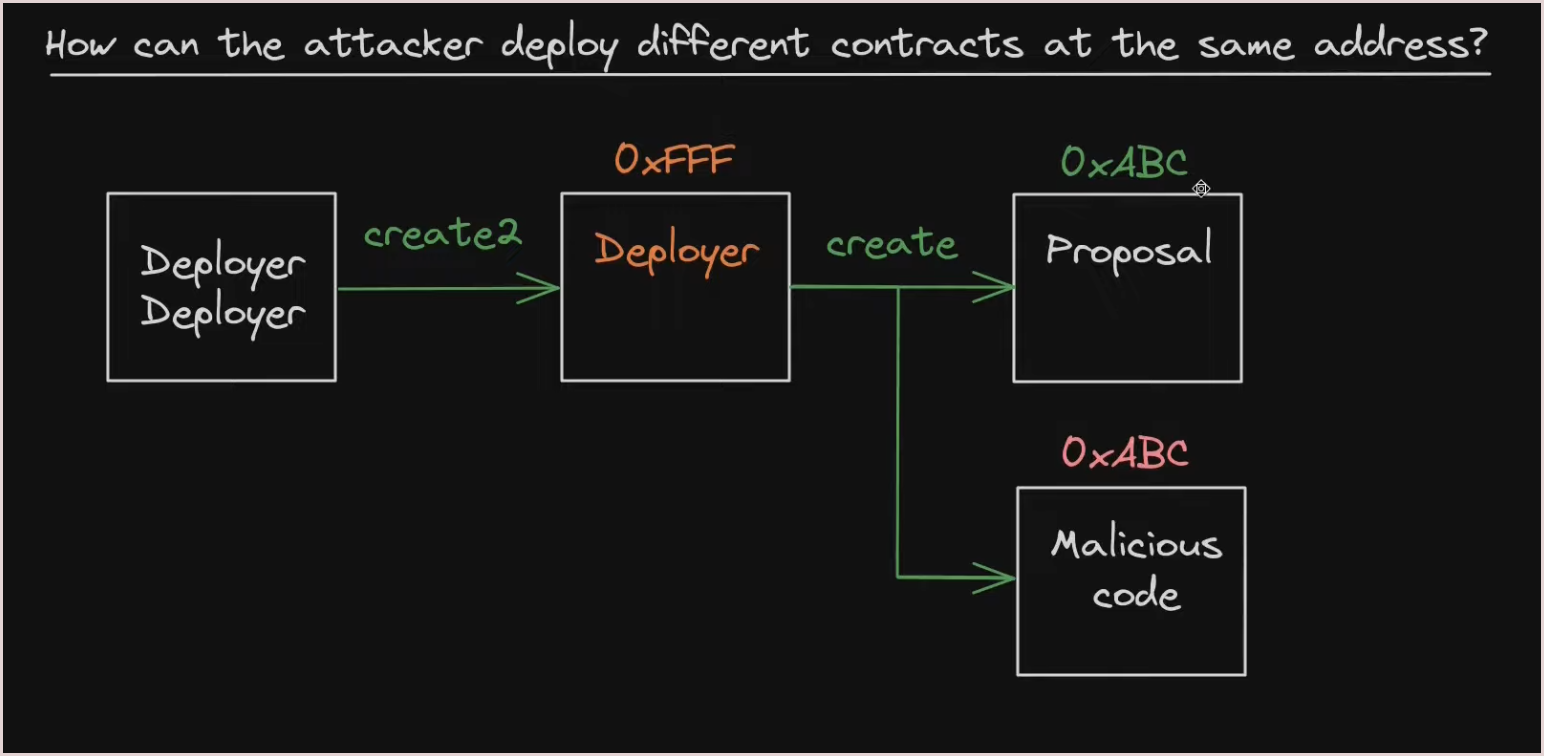 How can the attacker deploy different contracts at the same address?
0xFFF
0xABC
Deployer
Deployer
create2
Deployer
create
Proposal
0xABC
Malicious
code